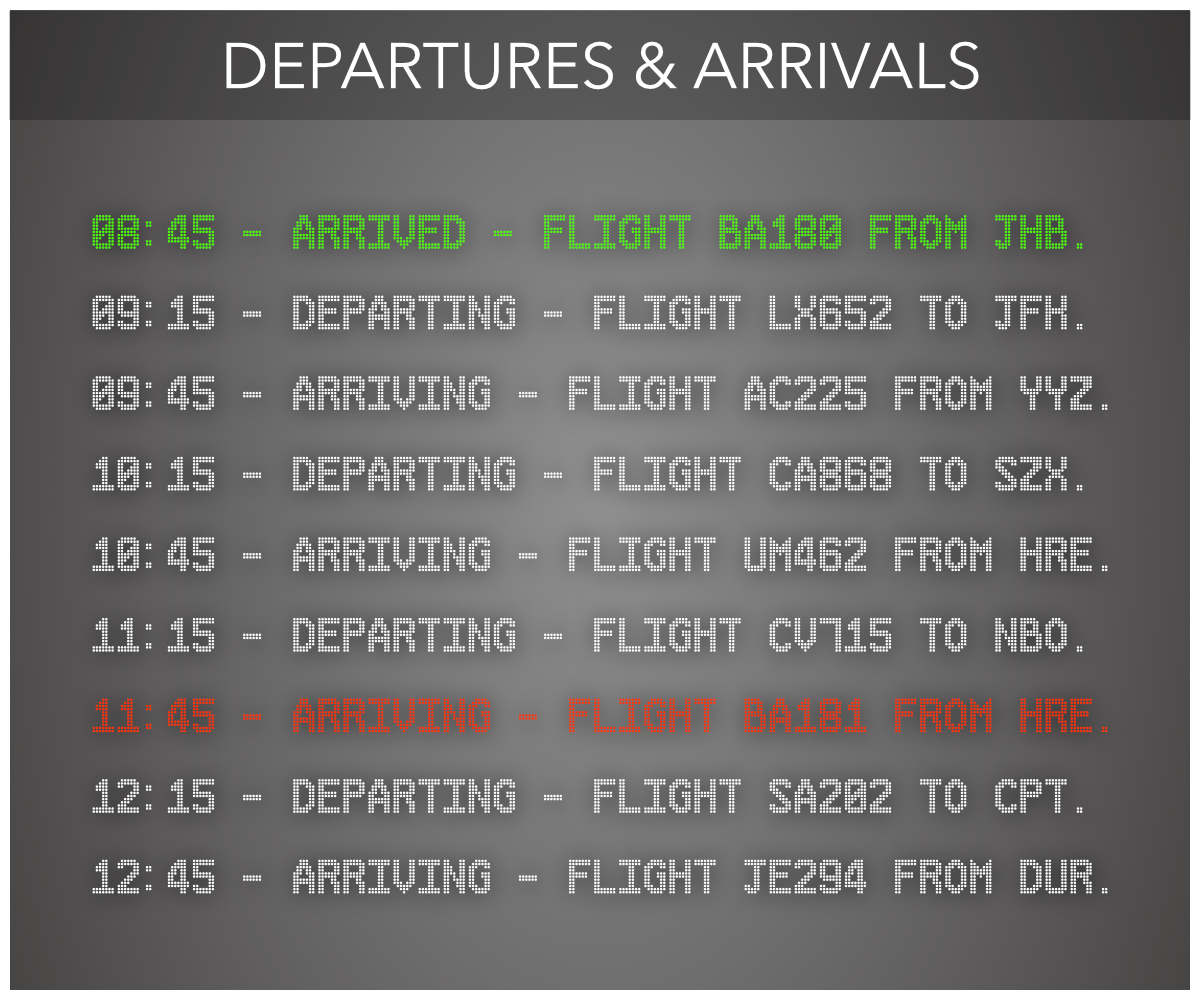 DEPARTURES & ARRIVALS
08:45 - ARRIVED - FLIGHT BA180 FROM JHB.
09:15 - DEPARTING - FLIGHT LX652 TO JFK.
09:45 - ARRIVING - FLIGHT AC225 FROM YYZ.
10:15 - DEPARTING - FLIGHT CA868 TO SZX.
10:45 - ARRIVING - FLIGHT UM462 FROM HRE.
11:15 - DEPARTING - FLIGHT CV715 TO NBO.
11:45 - ARRIVING - FLIGHT BA181 FROM HRE.
12:15 - DEPARTING - FLIGHT SA202 TO CPT.
12:45 - ARRIVING - FLIGHT JE294 FROM DUR.